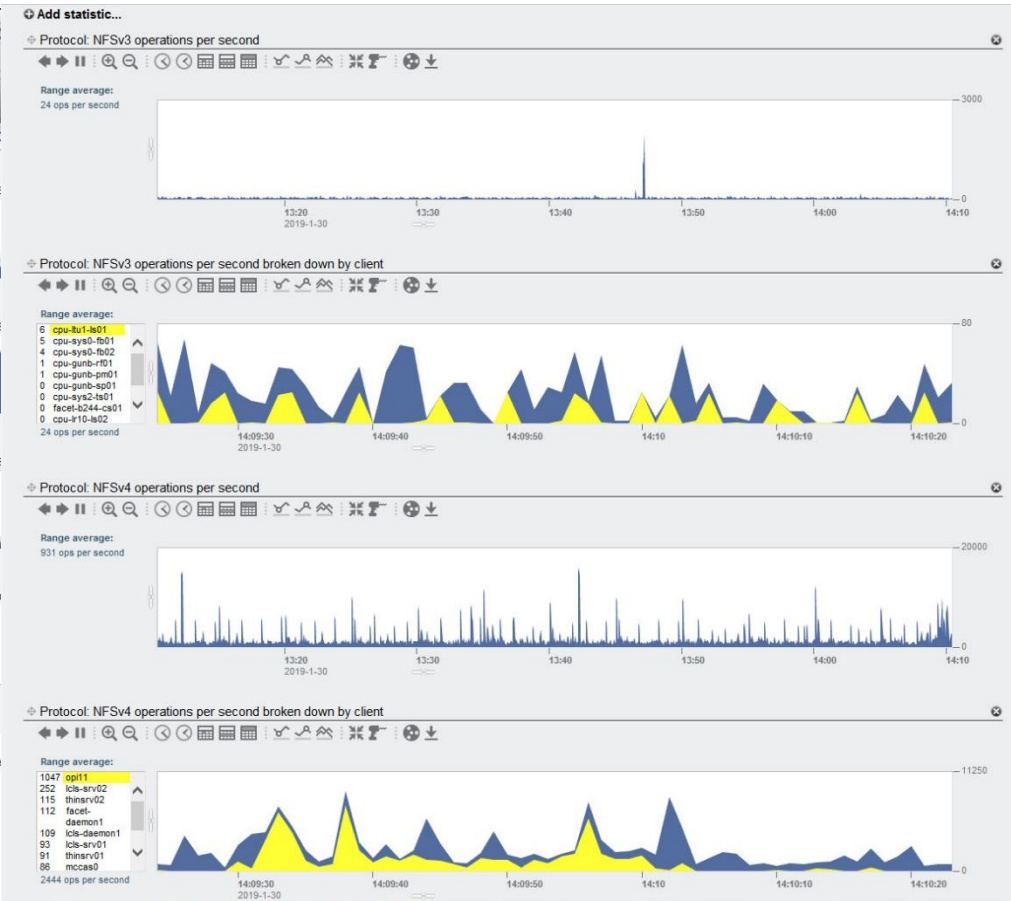 Add statistic...
Protocol: NFSv3 operations per second
Range average:
24 ops per second
3000
0
13:20 13:30 13:40 13:50 14:00 14:10
2019-1-30
Protocol: NFSv3 operations per second broken down by client
Range average:
6 cpu-ltu1-ls01
5 cpu-sys0-fb01
4 cpu-sys0-fb02
1 cpu-gunb-rf01
1 cpu-gunb-pm01
0 cpu-gunb-sp01
0 cpu-sys2-ts01
0 facet-b244-cs01
0 cpu-lr10-ls02
24 ops per second
80
0
14:09:30 14:09:40 14:09:50 14:10 14:10:10 14:10:20
2019-1-30
Protocol: NFSv4 operations per second
Range average:
931 ops per second
20000
0
13:20 13:30 13:40 13:50 14:00 14:10
2019-1-30
Protocol: NFSv4 operations per second broken down by client
Range average:
1047 opi11
252 lcls-srv02
115 thinsrv02
112 facet-
daemon1
109 lcls-daemon1
93 lcls-srv01
91 thinsrv01
86 mccas0
2444 ops per second
11250
0
14:09:30 14:09:40 14:09:50 14:10 14:10:10 14:10:20
2019-1-30